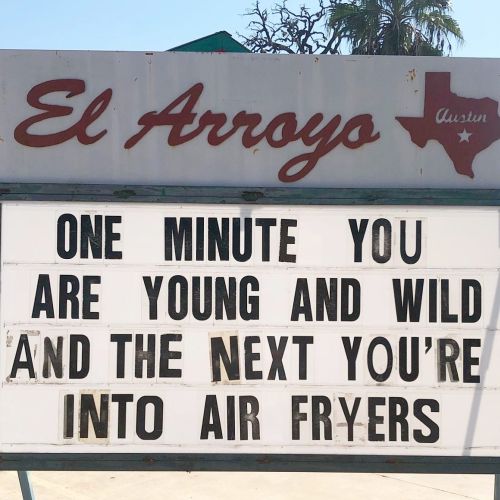 El Arroyo
Austin
ONE MINUTE YOU
ARE YOUNG AND WILD
AND THE NEXT YOU'RE
INTO AIR FRYERS